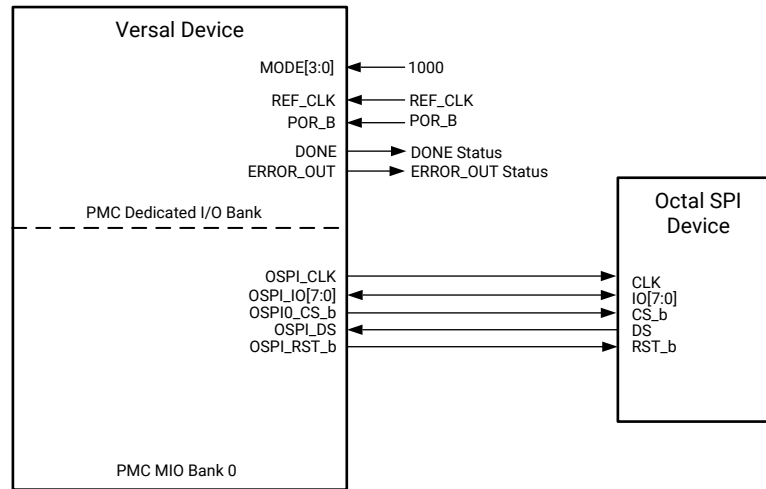 Versal Device
MODE[3:0] 1000
REF_CLK REF_CLK
POR_B POR_B
DONE DONE Status
ERROR_OUT ERROR_OUT Status
PMC Dedicated I/O Bank
Octal SPI
Device
OSPI_CLK CLK
OSPI_IO[7:0] IO[7:0]
OSPI0_CS_b CS_b
OSPI_DS DS
OSPI_RST_b RST_b
PMC MIO Bank 0